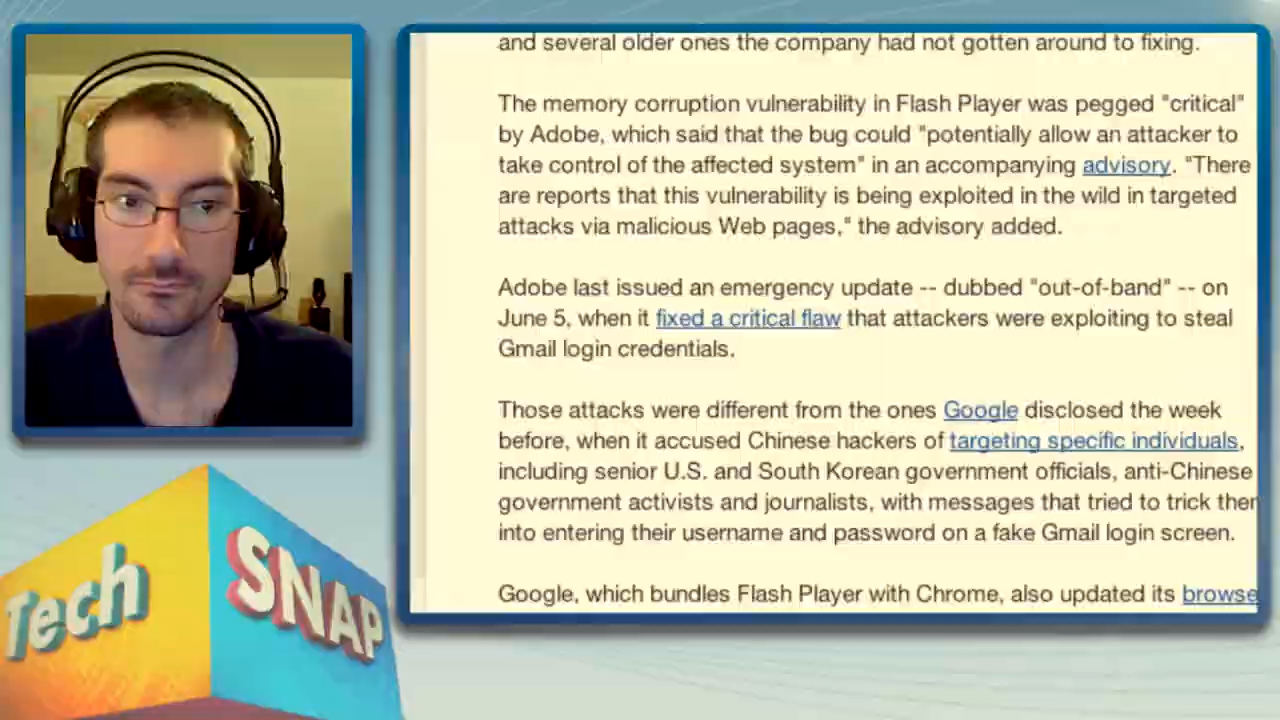 and several older ones the company had not gotten around to fixing.
The memory corruption vulnerability in Flash Player was pegged "critical"
by Adobe, which said that the bug could "potentially allow an attacker to
take control of the affected system" in an accompanying advisory. "There
are reports that this vulnerability is being exploited in the wild in targeted
attacks via malicious Web pages," the advisory added.
Adobe last issued an emergency update -- dubbed "out-of-band" -- on
June 5, when it fixed a critical flaw that attackers were exploiting to steal
Gmail login credentials.
Those attacks were different from the ones Google disclosed the week
before, when it accused Chinese hackers of targeting specific individuals,
including senior U.S. and South Korean government officials, anti-Chinese
government activists and journalists, with messages that tried to trick
into entering their username and password on a fake Gmail login screen.
Google, which bundles Flash Player with Chrome, also updated its browse
Tech
SNAP